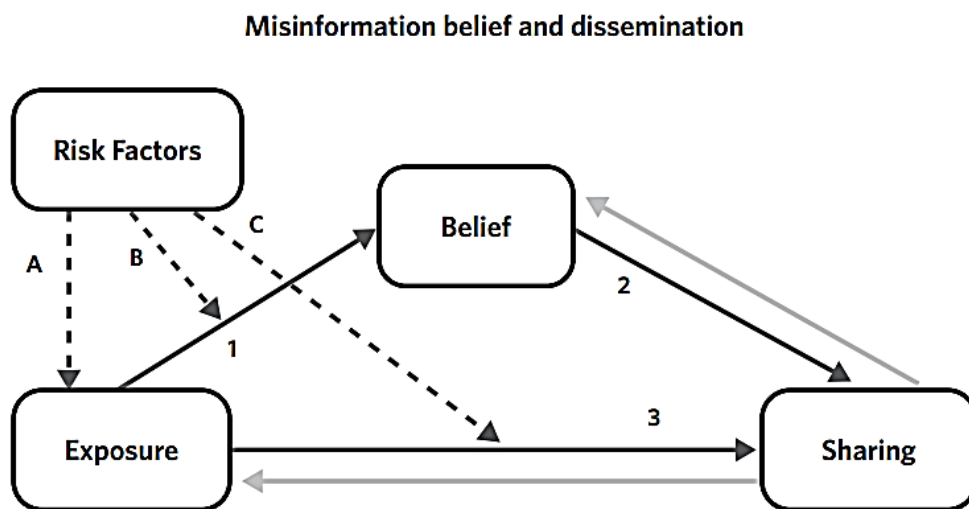 Misinformation belief and dissemination
Risk Factors
C
Belief
A
B
2
1
3
Exposure
Sharing